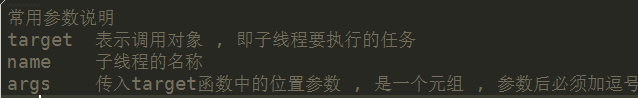 常用参数说明
target 表示调用对象 , 即子线程要执行的任务
name 子线程的名称
args 传入target函数中的位置参数 , 是一个元组 , 参数后必须加逗号